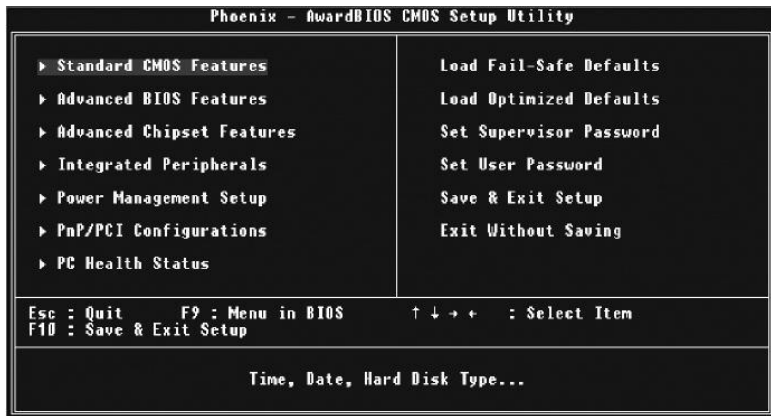 Phoenix - AwardBIOS CMOS Setup Utility
▸ Standard CMOS Features
▸ Advanced BIOS Features
▸ Advanced Chipset Features
▸ Integrated Peripherals
▸ Power Management Setup
▸ PnP/PCI Configurations
▸ PC Health Status
Load Fail-Safe Defaults
Load Optimized Defaults
Set Supervisor Password
Set User Password
Save & Exit Setup
Exit Without Saving
Esc : Quit F9 : Menu in BIOS ↑ ↓ → ← : Select Item
F10 : Save & Exit Setup
Time, Date, Hard Disk Type...